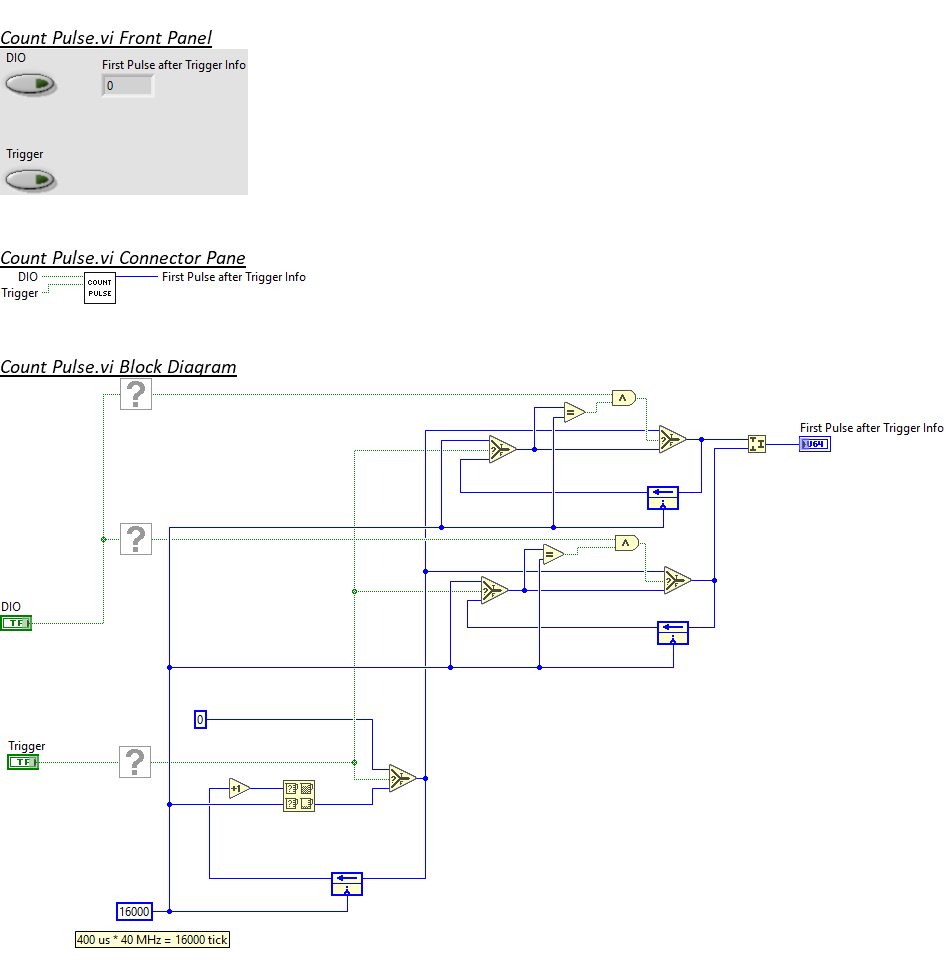 Count Pulse.vi Front Panel
DIO
First Pulse after Trigger Info
0
Trigger
Count Pulse.vi Connector Pane
DIO
First Pulse after Trigger Info
Trigger
COUNT
PULSE
Count Pulse.vi Block Diagram
?
Λ
=
? T F
First Pulse after Trigger Info
U64
?
Λ
=
? T F
? T F
DIO
TF
0
Trigger
TF
?
? T F
+1
16000
400 us * 40 MHz = 16000 tick